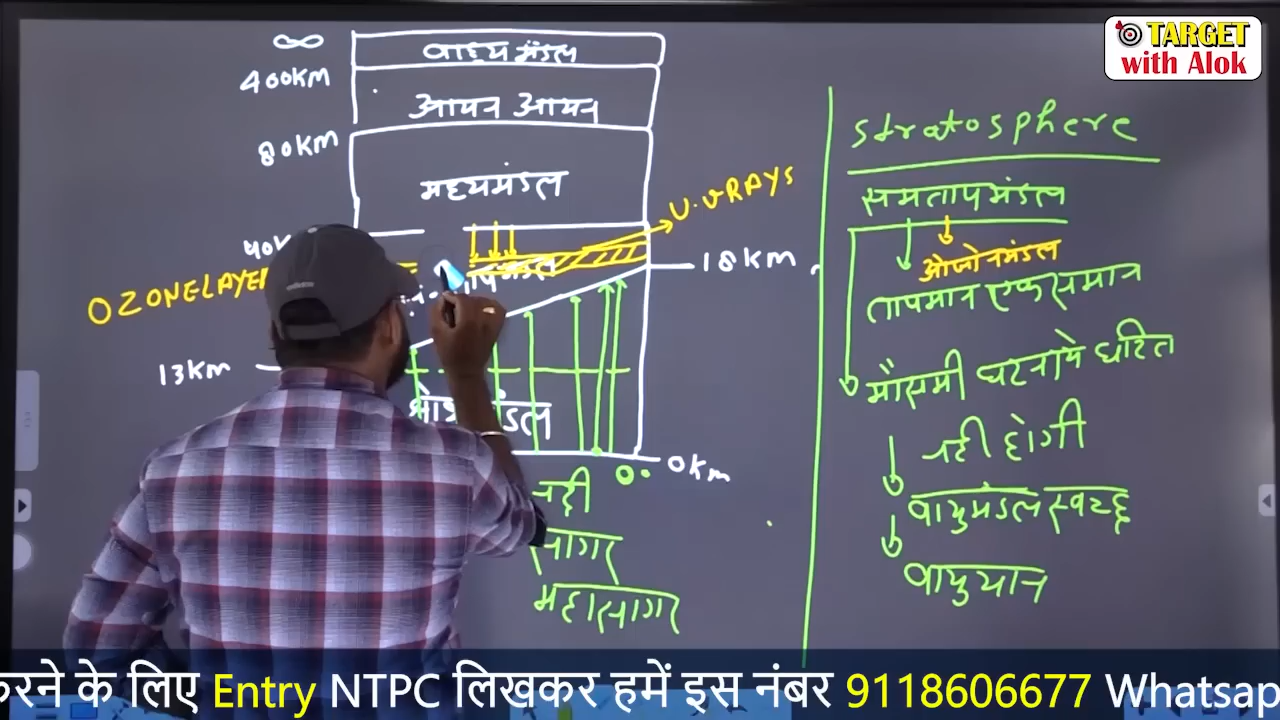 TARGET
with Alok
∞
400km
80km
40k
13km
वाह्य मंडल
आयन आयन
मध्यमंडल
U.V RAYS
OZONELAYER
18km
0km
0°
नदी
सागर
महासागर
Stratosphere
समतापमंडल
ओजोनमंडल
तापमान एकसमान
मौसमी घटनाये घटित
नही होगी
वायुमंडल स्वच्छ
वायुयान
करने के लिए Entry NTPC लिखकर हमें इस नंबर 9118606677 Whatsap